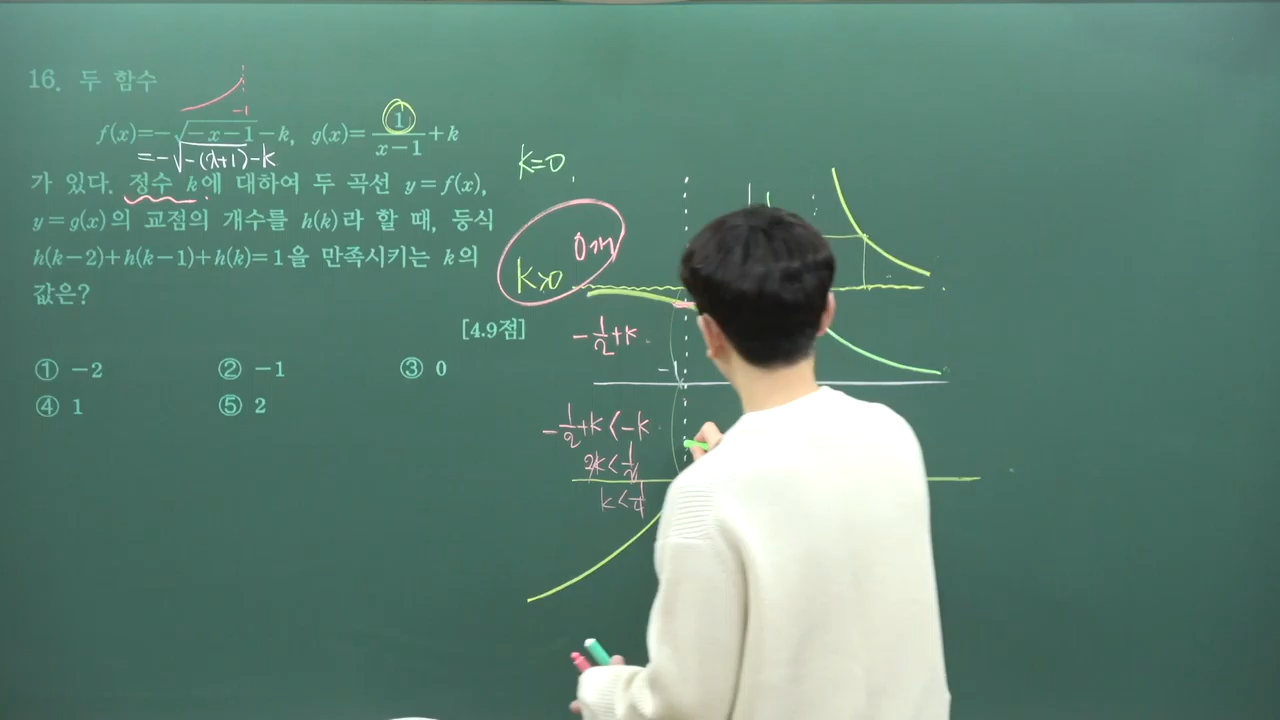 16. 두 함수
-1
f(x)=-√(-x-1)-k, g(x)=1/(x-1)+k
=-√(-(x+1))-k
가 있다. 정수 k에 대하여 두 곡선 y=f(x),
y=g(x)의 교점의 개수를 h(k)라 할 때, 등식
h(k-2)+h(k-1)+h(k)=1을 만족시키는 k의
값은?
[4.9점]
① -2 ② -1 ③ 0
④ 1 ⑤ 2
k=0
0개
k>0
-1/2+k
-1
-1/2+k<-k
2k<1/2
k<1/4